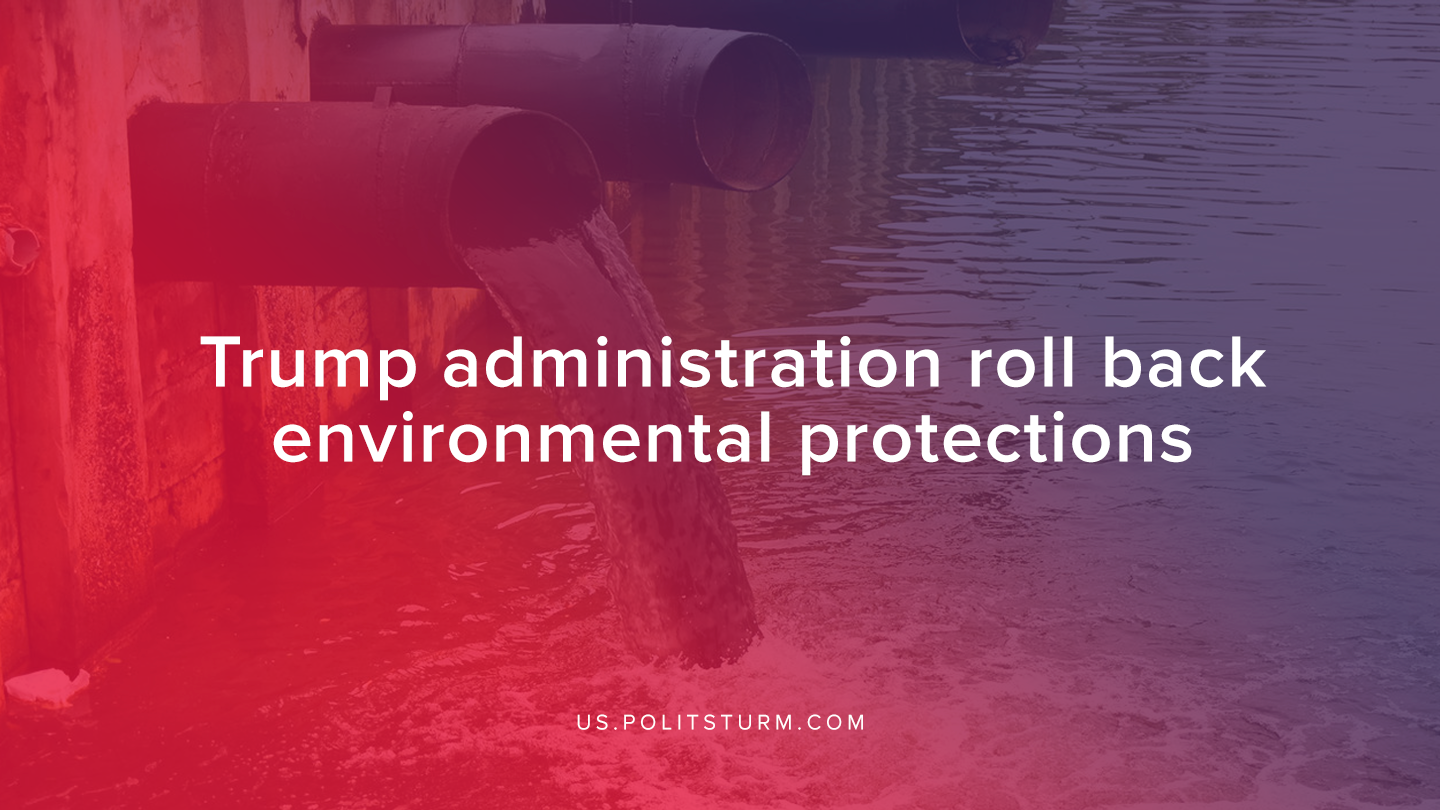 Trump administration roll back
environmental protections
US.POLITSTURM.COM